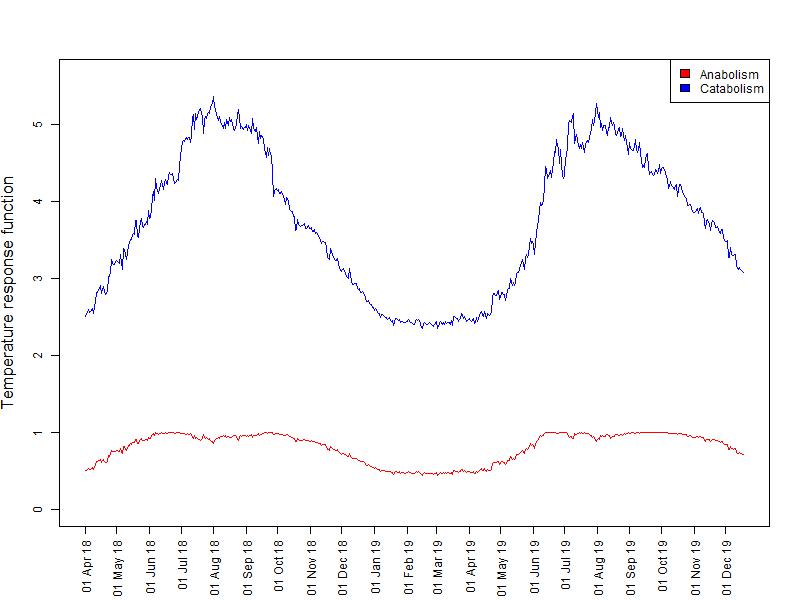 Anabolism
Catabolism
Temperature response function
5
4
3
2
1
0
01 Apr 18
01 May 18
01 Jun 18
01 Jul 18
01 Aug 18
01 Sep 18
01 Oct 18
01 Nov 18
01 Dec 18
01 Jan 19
01 Feb 19
01 Mar 19
01 Apr 19
01 May 19
01 Jun 19
01 Jul 19
01 Aug 19
01 Sep 19
01 Oct 19
01 Nov 19
01 Dec 19